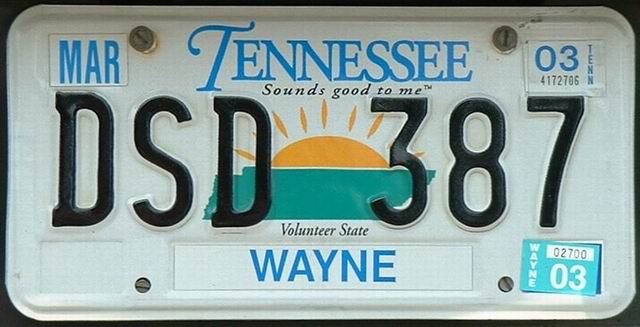 MAR
TENNESSEE
03
TENN
4172706
Sounds good to me™
DSD 387
Volunteer State
WAYNE
WAYNE
02700
03